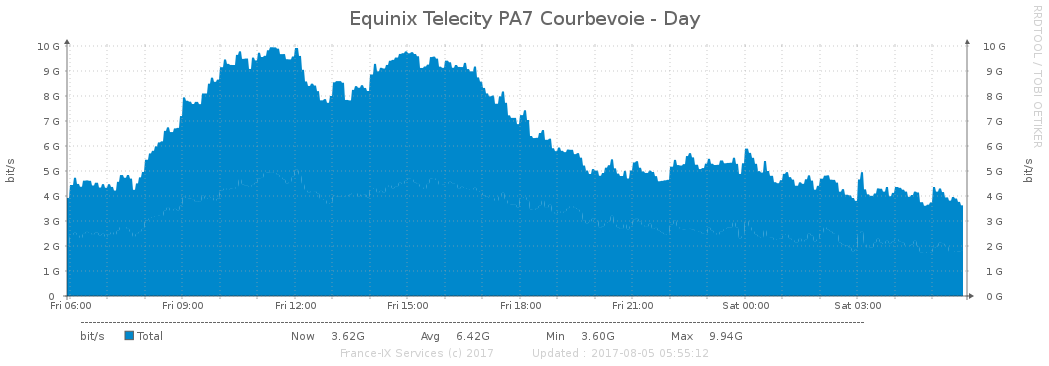 Equinix Telecity PA7 Courbevoie - Day
RRDTOOL / TOBI OETIKER
10 G 10 G
9 G 9 G
8 G 8 G
7 G 7 G
6 G 6 G
5 G 5 G
4 G 4 G
3 G 3 G
2 G 2 G
1 G 1 G
0 0 G
bit/s
bit/s
Fri 06:00 Fri 09:00 Fri 12:00 Fri 15:00 Fri 18:00 Fri 21:00 Sat 00:00 Sat 03:00
bit/s Total Now 3.62G Avg 6.42G Min 3.60G Max 9.94G
France-IX Services (c) 2017 Updated : 2017-08-05 05:55:12